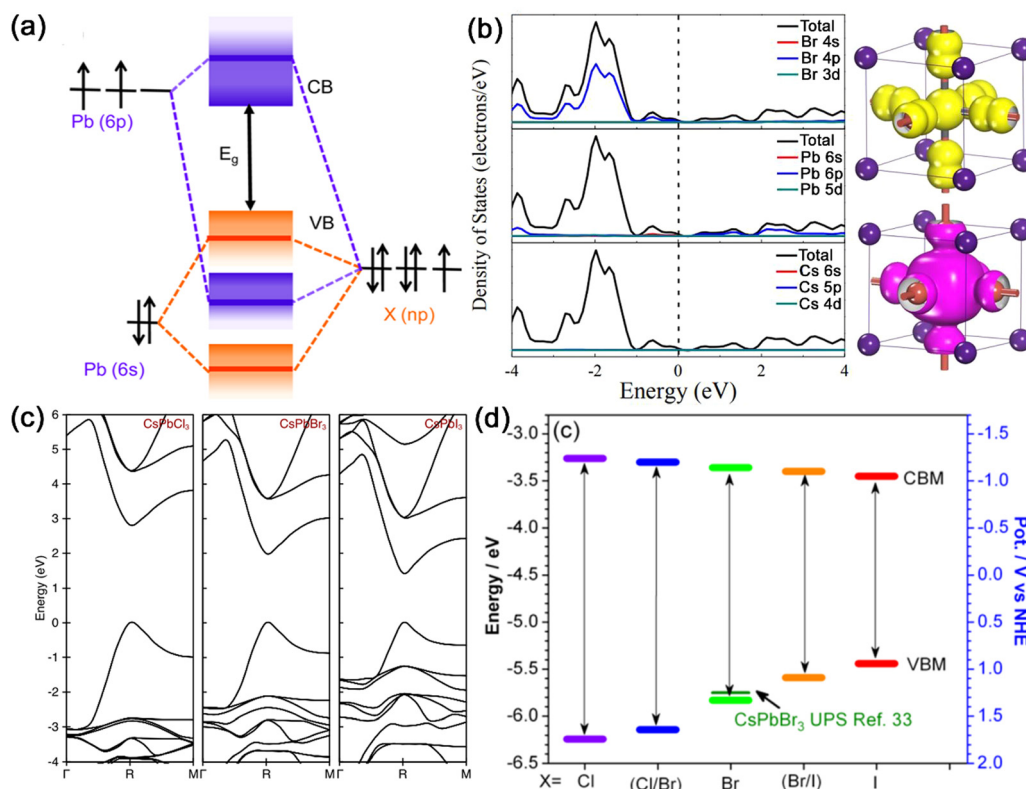 (a)
CB
Pb (6p)
E_g
VB
X (np)
Pb (6s)
(b)
Density of States (electrons/eV)
Total
Br 4s
Br 4p
Br 3d
Total
Pb 6s
Pb 6p
Pb 5d
Total
Cs 6s
Cs 5p
Cs 4d
-4 -2 0 2 4
Energy (eV)
(c)
CsPbCl₃ CsPbBr₃ CsPbI₃
Energy (eV)
6
5
4
3
2
1
0
-1
-2
-3
-4
Γ R M Γ R M Γ R M
(d)
(c)
Energy / eV
-3.0
-3.5
-4.0
-4.5
-5.0
-5.5
-6.0
-6.5
CBM
VBM
CsPbBr₃ UPS Ref. 33
Pot. / V vs NHE
-1.5
-1.0
-0.5
0.0
0.5
1.0
1.5
2.0
X= Cl (Cl/Br) Br (Br/I) I